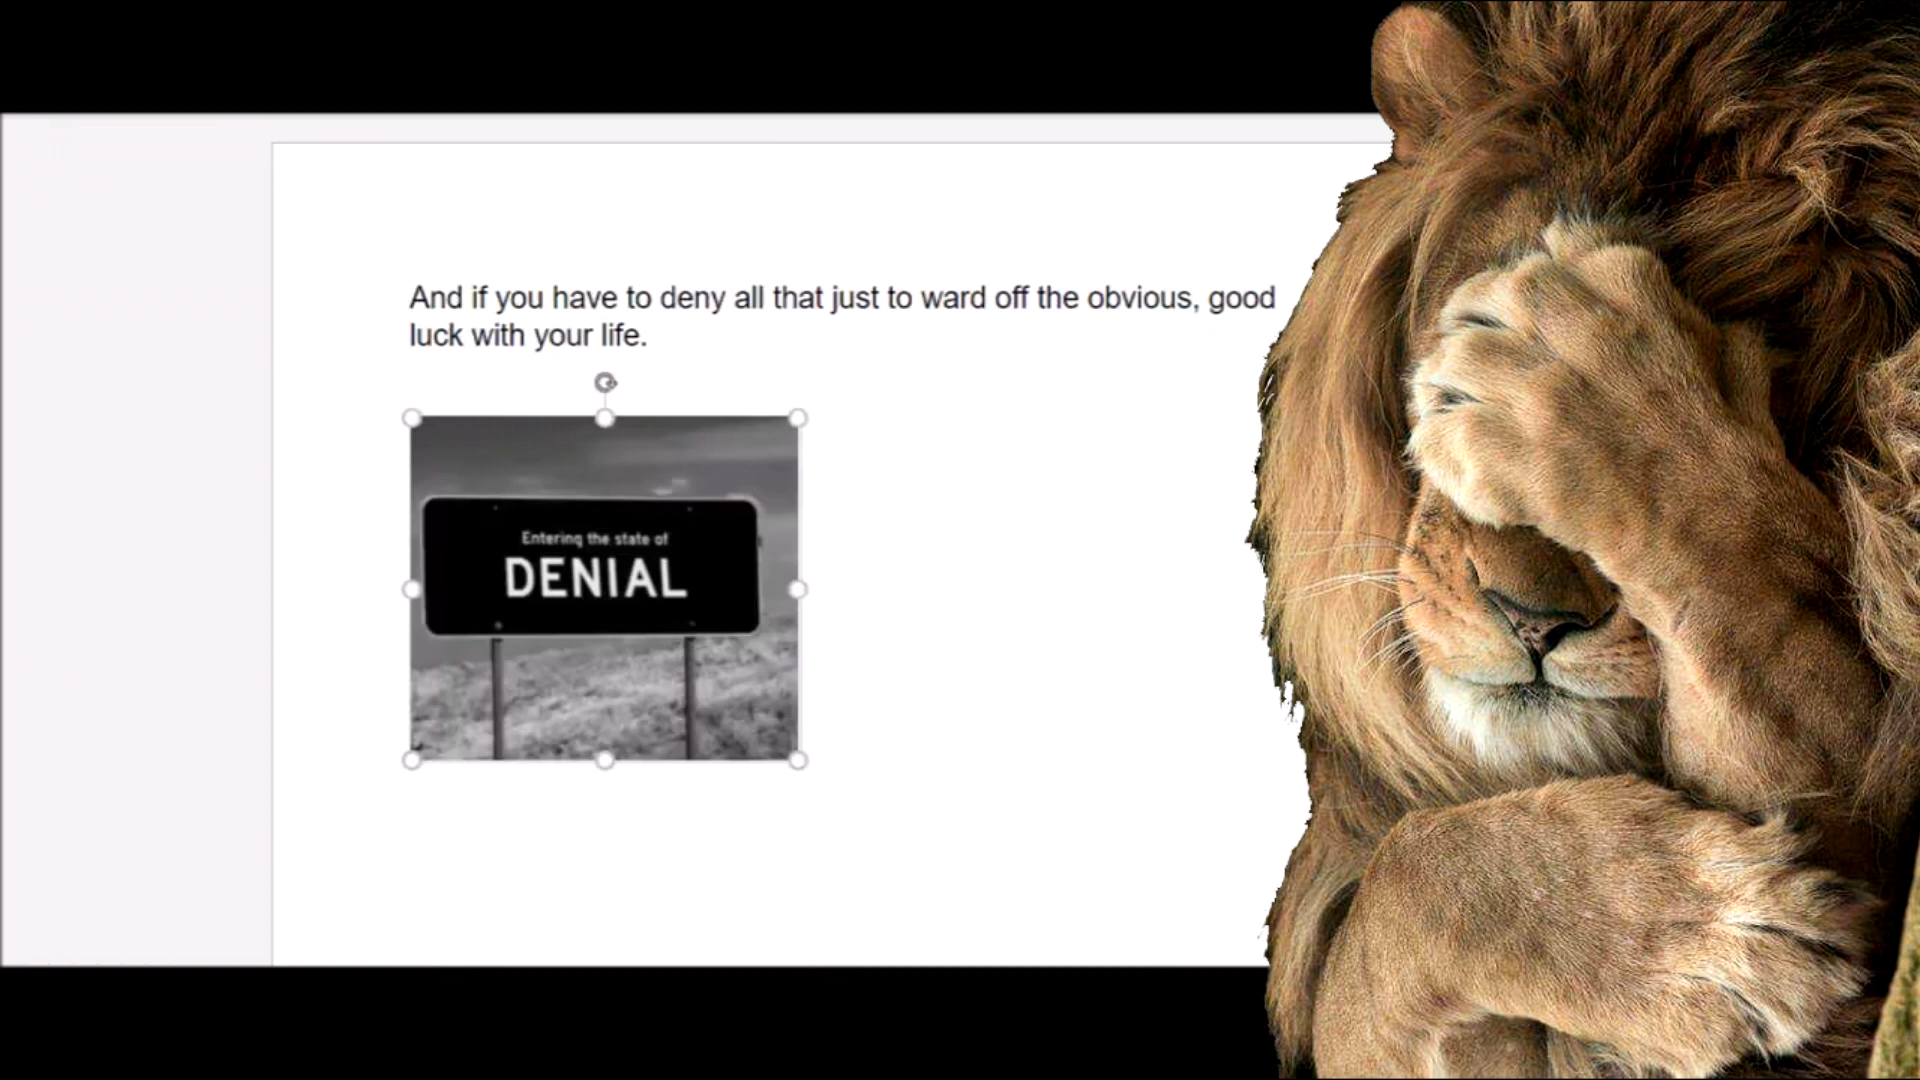 And if you have to deny all that just to ward off the obvious, good
luck with your life.
Entering the state of
DENIAL